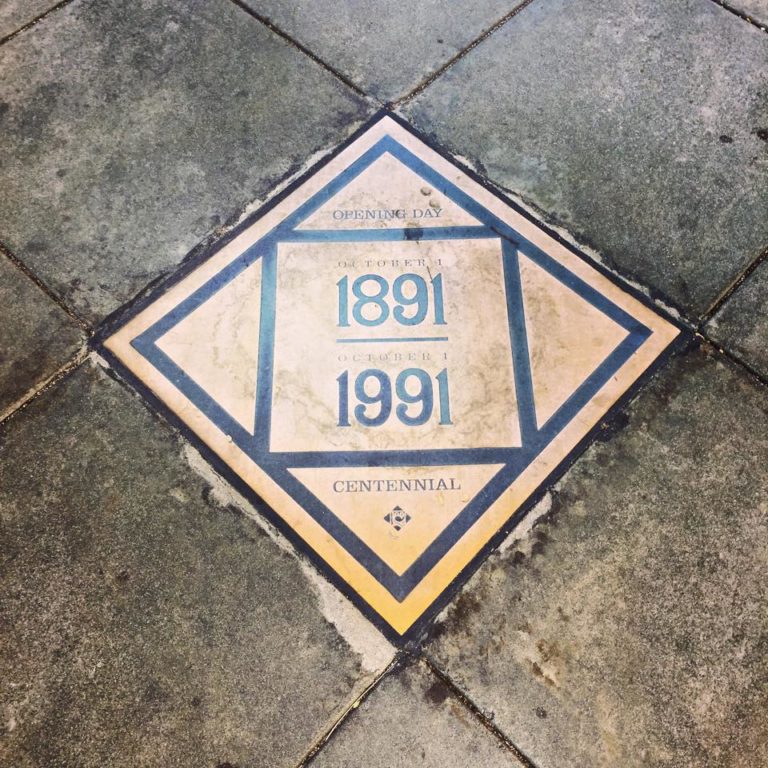 OPENING DAY
OCTOBER 1
1891
OCTOBER 1
1991
CENTENNIAL